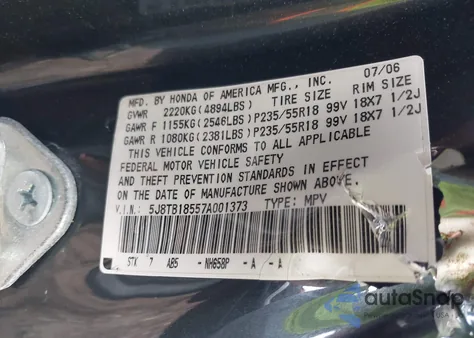 MFD. BY HONDA OF AMERICA MFG., INC. 07/06
GVWR 2220KG(4894LBS) TIRE SIZE RIM SIZE
GAWR F 1155KG(2546LBS)P235/55R18 99V 18X7 1/2J
GAWR R 1080KG(2381LBS)P235/55R18 99V 18X7 1/2J
THIS VEHICLE CONFORMS TO ALL APPLICABLE
FEDERAL MOTOR VEHICLE SAFETY
AND THEFT PREVENTION STANDARDS IN EFFECT
ON THE DATE OF MANUFACTURE SHOWN ABOVE.
V.I.N.: 5J8TB18557A001373 TYPE: MPV
STK 7 AB5 - NH658P - A - A
autoSnap